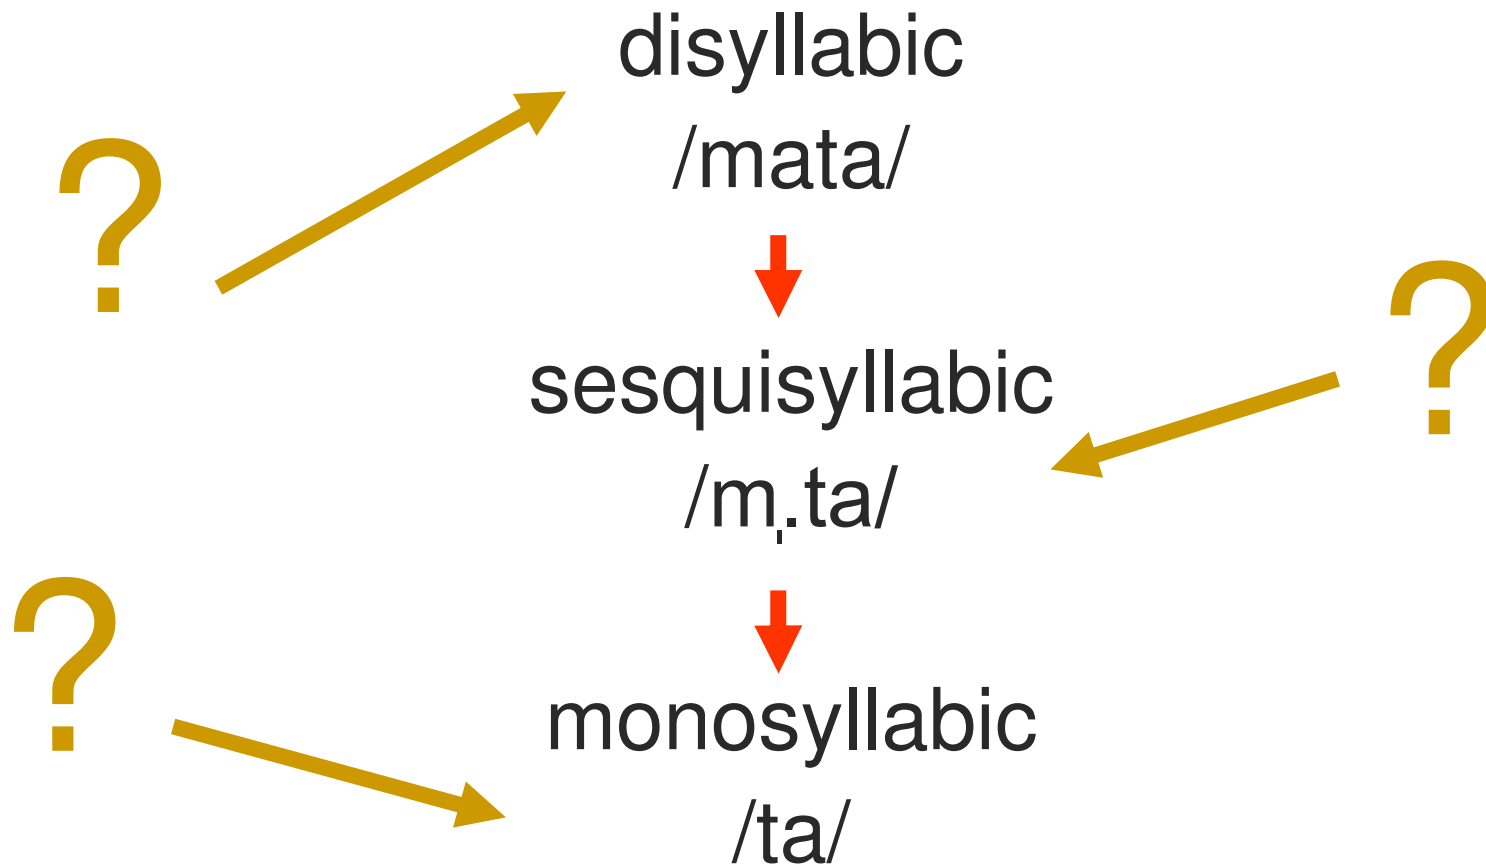 disyllabic
?
/mata/
?
sesquisyllabic
/m̩.ta/
?
monosyllabic
/ta/